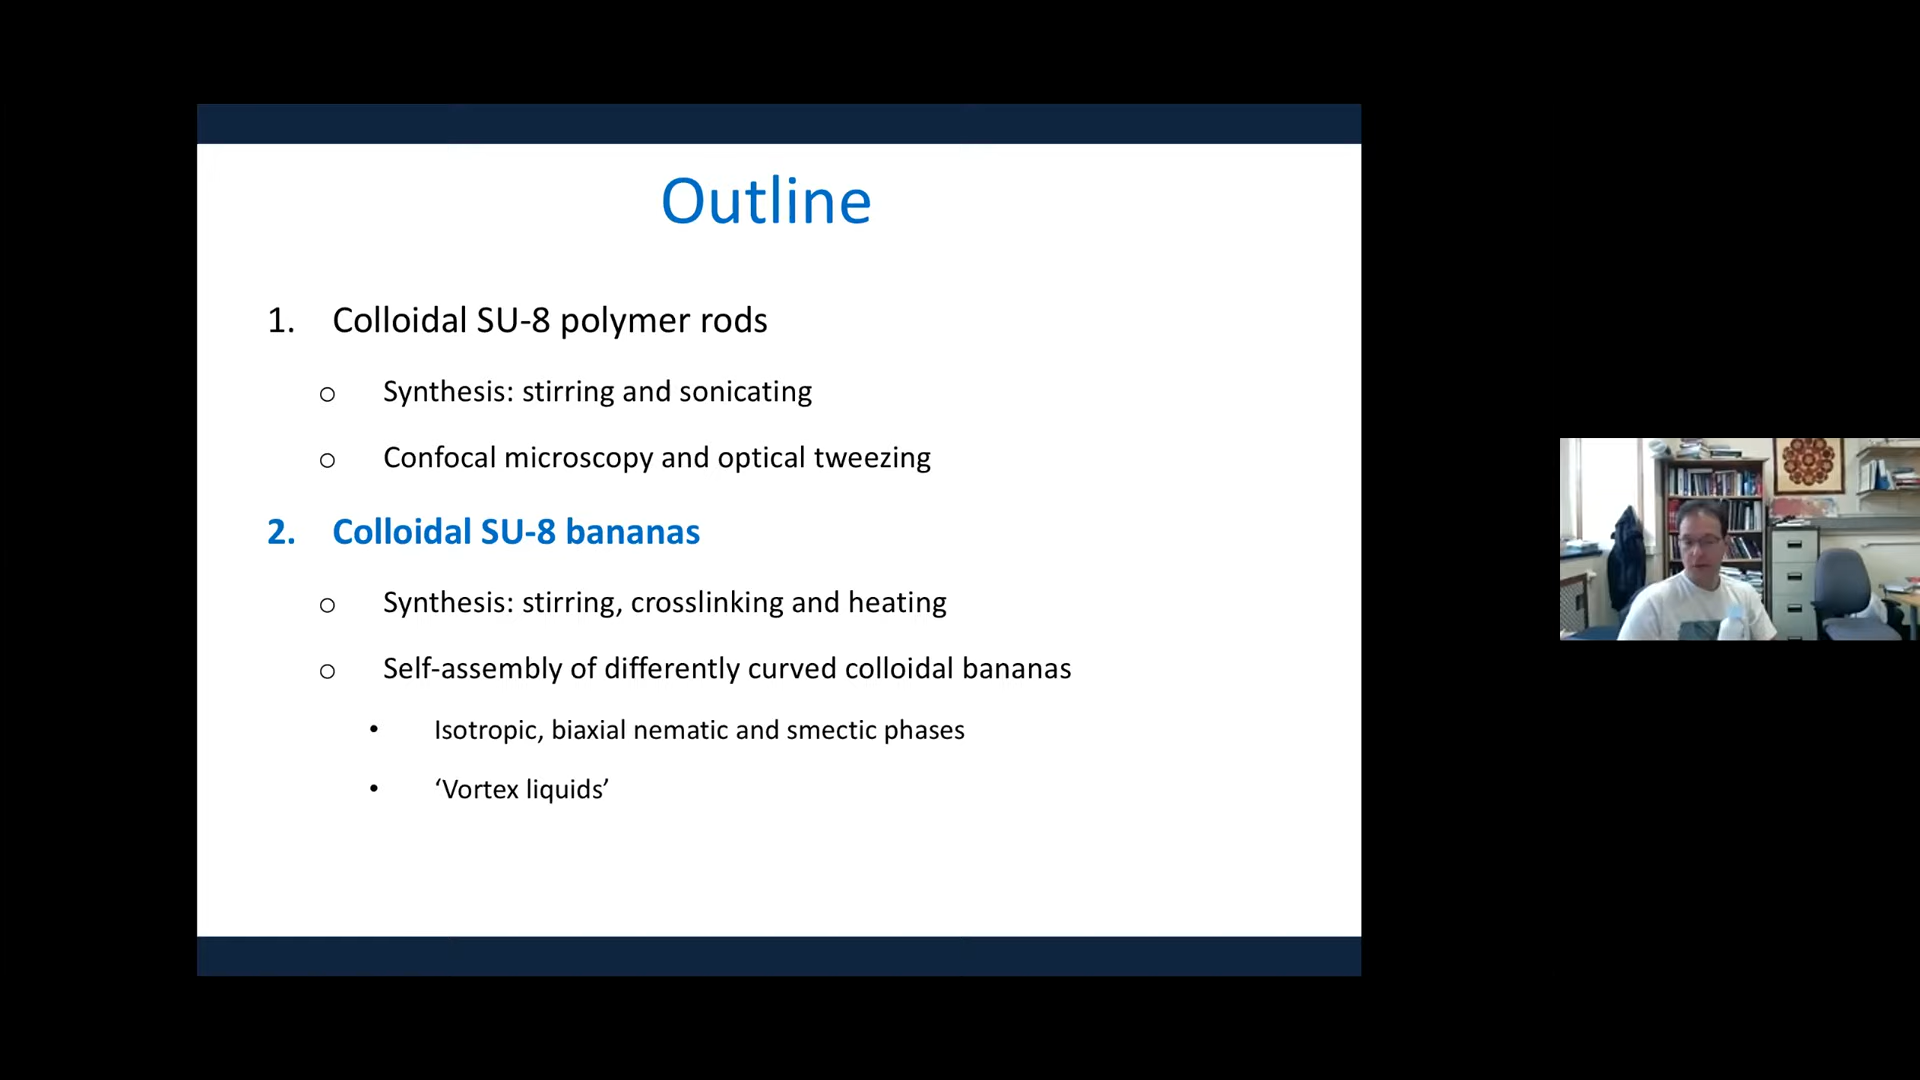 Outline
1. Colloidal SU-8 polymer rods
o Synthesis: stirring and sonicating
o Confocal microscopy and optical tweezing
2. Colloidal SU-8 bananas
o Synthesis: stirring, crosslinking and heating
o Self-assembly of differently curved colloidal bananas
• Isotropic, biaxial nematic and smectic phases
• ‘Vortex liquids’